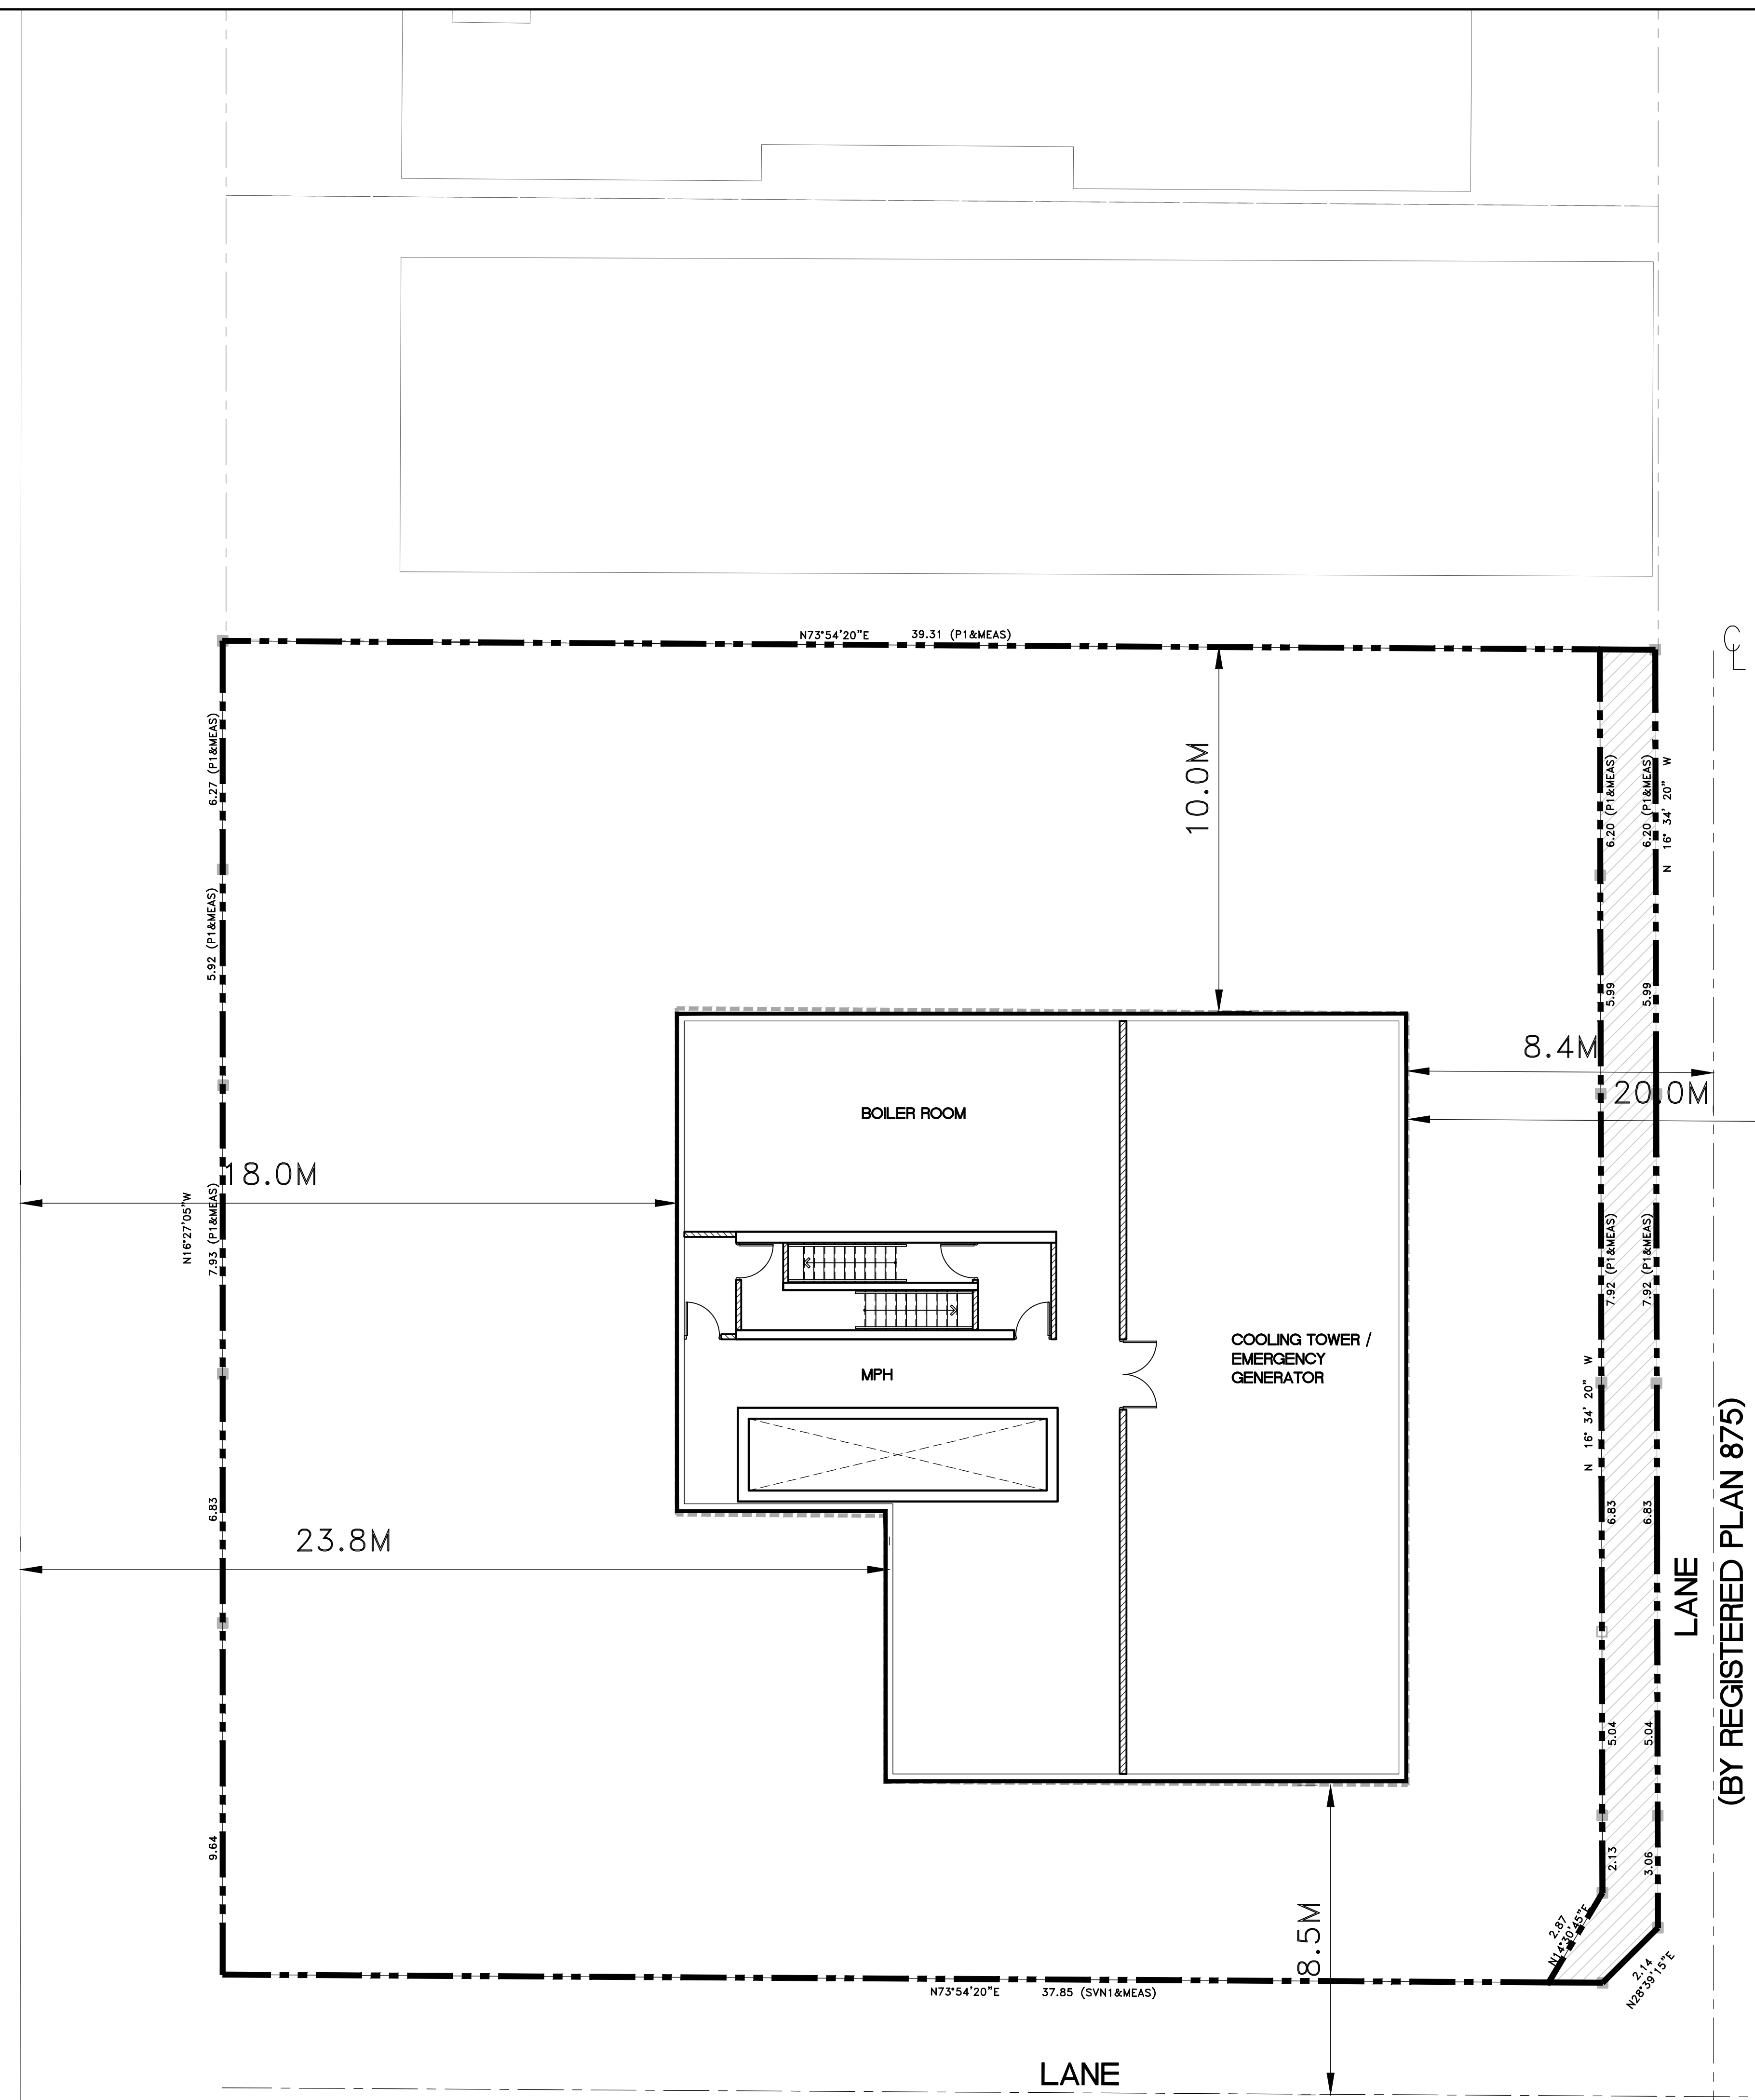 N73°54'20"E 39.31 (P1&MEAS)
6.27 (P1&MEAS)
5.92 (P1&MEAS)
N16°27'05"W
7.93 (P1&MEAS)
6.83
9.64
10.0M
6.20 (P1&MEAS)
6.20 (P1&MEAS)
N 16° 34' 20" W
5.99
5.99
8.4M
20.0M
18.0M
BOILER ROOM
7.92 (P1&MEAS)
7.92 (P1&MEAS)
COOLING TOWER /
EMERGENCY
GENERATOR
MPH
N 16° 34' 20" W
6.83
6.83
23.8M
LANE
(BY REGISTERED PLAN 875)
5.04
5.04
2.13
3.06
2.87
N14°30'45"E
2.14
N28°39'15"E
8.5M
N73°54'20"E 37.85 (SVN1&MEAS)
LANE